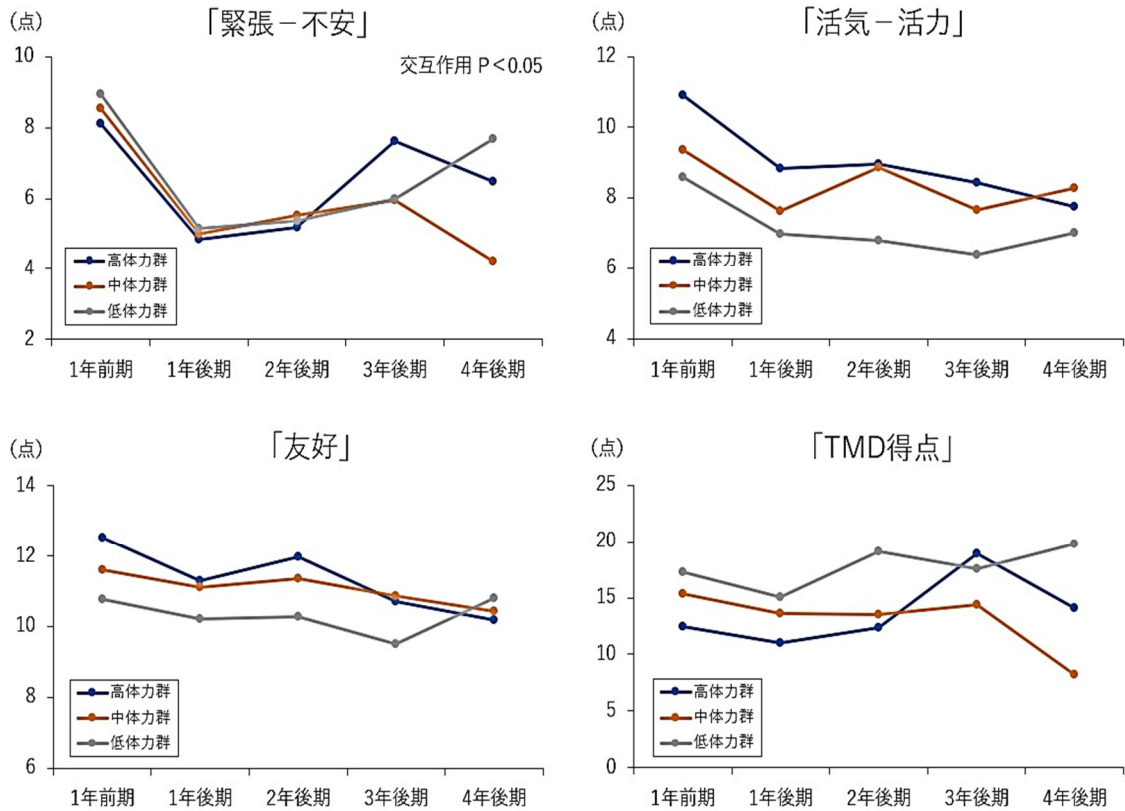 (点)
「緊張－不安」
交互作用 P＜0.05
10
8
6
4
2
高体力群
中体力群
低体力群
1年前期 1年後期 2年後期 3年後期 4年後期
(点)
「活気－活力」
12
10
8
6
4
高体力群
中体力群
低体力群
1年前期 1年後期 2年後期 3年後期 4年後期
(点)
「友好」
14
12
10
8
6
高体力群
中体力群
低体力群
1年前期 1年後期 2年後期 3年後期 4年後期
(点)
「TMD得点」
25
20
15
10
5
0
高体力群
中体力群
低体力群
1年前期 1年後期 2年後期 3年後期 4年後期